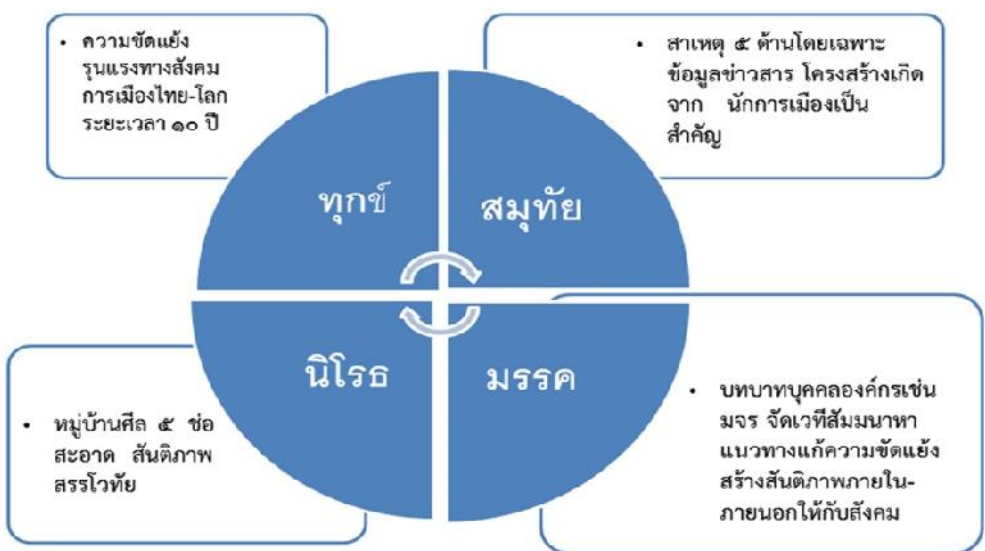 • ความขัดแย้ง
รุนแรงทางสังคม
การเมืองไทย-โลก
ระยะเวลา ๑๐ ปี
• สาเหตุ ๕ ด้านโดยเฉพาะ
ข้อมูลข่าวสาร โครงสร้างเกิด
จาก นักการเมืองเป็น
สำคัญ
ทุกข์
สมุทัย
นิโรธ
มรรค
• หมู่บ้านศีล ๕ ช่อ
สะอาด สันติภาพ
สรรโวทัย
• บทบาทบุคคลองค์กรเช่น
มจร จัดเวทีสัมมนาหา
แนวทางแก้ความขัดแย้ง
สร้างสันติภาพภายใน-
ภายนอกให้กับสังคม